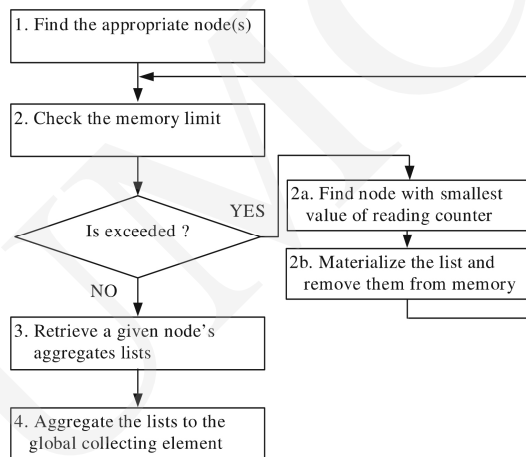 1. Find the appropriate node(s)
2. Check the memory limit
Is exceeded ?
YES
2a. Find node with smallest
value of reading counter
2b. Materialize the list and
remove them from memory
NO
3. Retrieve a given node's
aggregates lists
4. Aggregate the lists to the
global collecting element